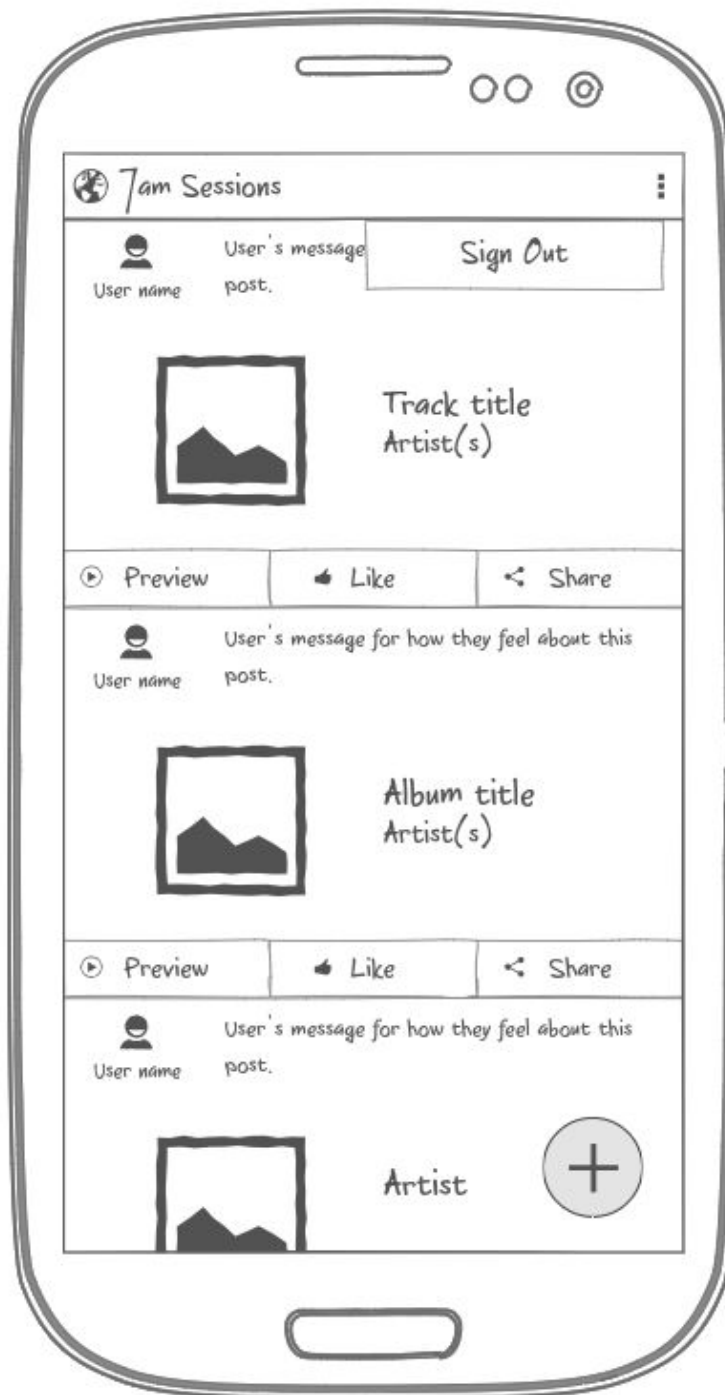 Jam Sessions
Sign Out
User's message
post.
User name
Track title
Artist(s)
Preview Like Share
User's message for how they feel about this
post.
User name
Album title
Artist(s)
Preview Like Share
User's message for how they feel about this
post.
User name
Artist